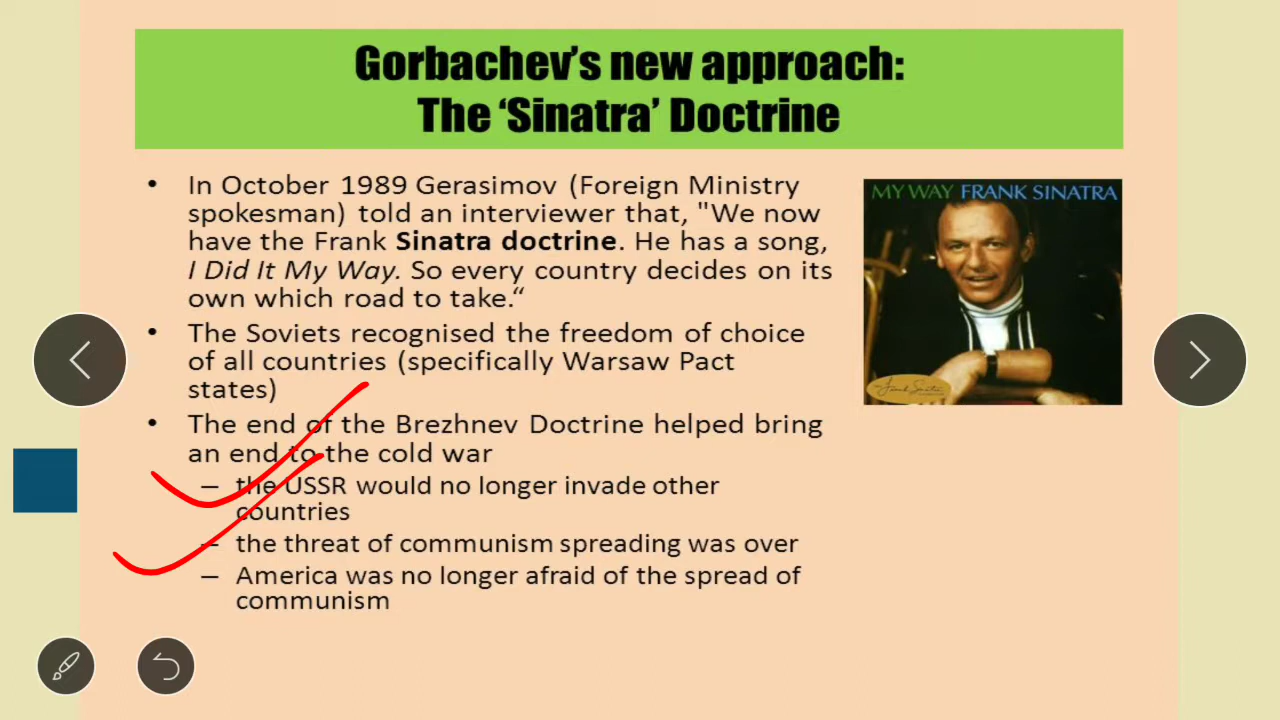 Gorbachev's new approach:
The 'Sinatra' Doctrine
• In October 1989 Gerasimov (Foreign Ministry
spokesman) told an interviewer that, "We now
have the Frank Sinatra doctrine. He has a song,
I Did It My Way. So every country decides on its
own which road to take.“
• The Soviets recognised the freedom of choice
of all countries (specifically Warsaw Pact
states)
• The end of the Brezhnev Doctrine helped bring
an end to the cold war
– the USSR would no longer invade other
countries
– the threat of communism spreading was over
– America was no longer afraid of the spread of
communism
MY WAY FRANK SINATRA
Frank Sinatra